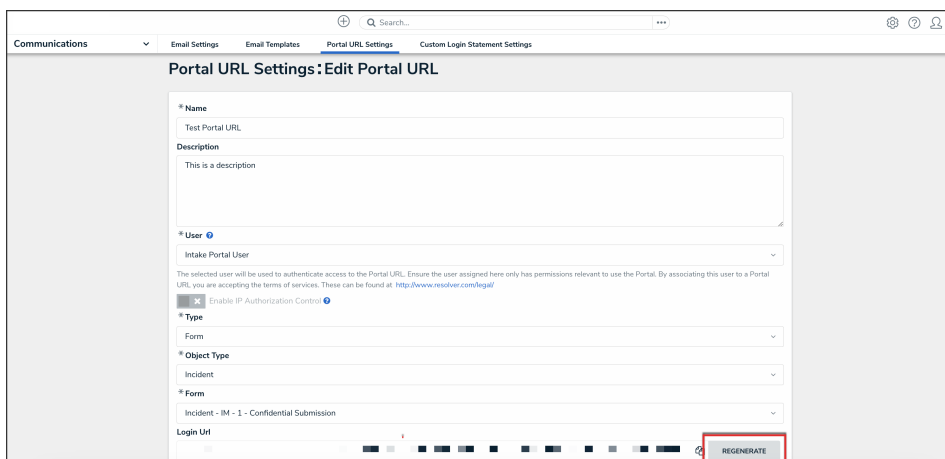 Search...
Communications
Email Settings
Email Templates
Portal URL Settings
Custom Login Statement Settings
Portal URL Settings: Edit Portal URL
* Name
Test Portal URL
Description
This is a description
* User
Intake Portal User
The selected user will be used to authenticate access to the Portal URL. Ensure the user assigned here only has permissions relevant to use the Portal. By associating this user to a Portal
URL you are accepting the terms of services. These can be found at http://www.resolver.com/legal/
Enable IP Authorization Control
* Type
Form
* Object Type
Incident
* Form
Incident - IM - 1 - Confidential Submission
Login Url
REGENERATE